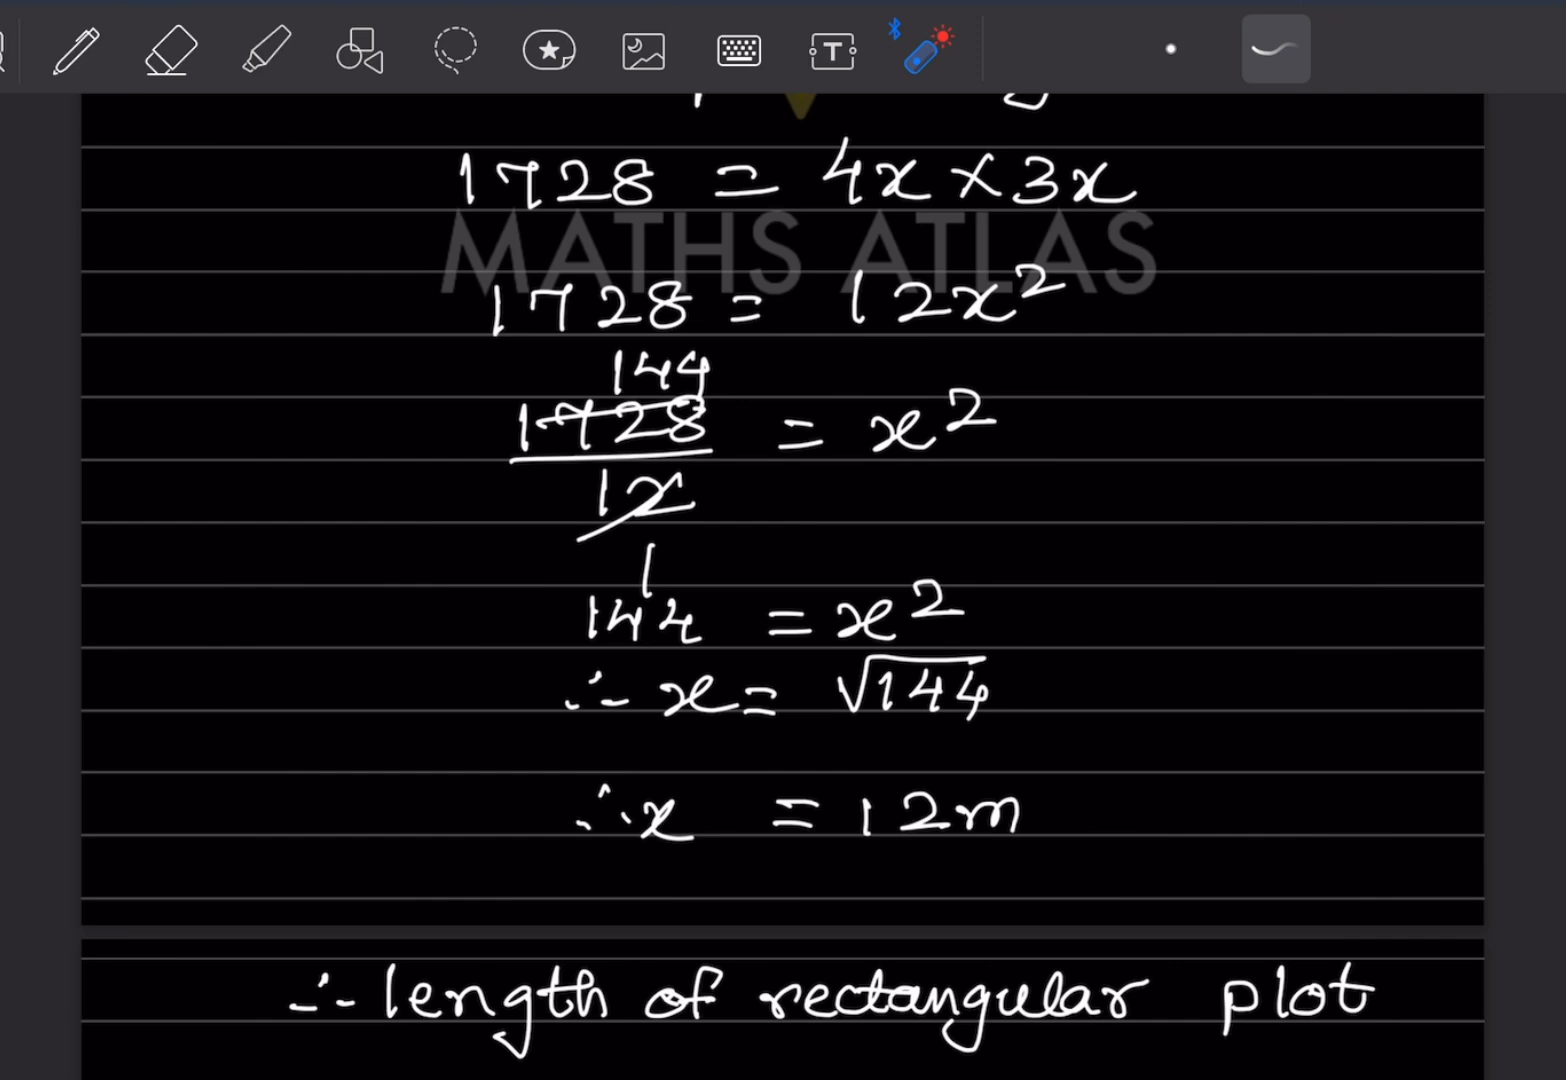 1728 = 4x × 3x
MATHS ATLAS
1728 = 12x²
144
1728
12
= x²
1
144 = x²
∴ x = √144
∴ x = 12m
∴ length of rectangular plot